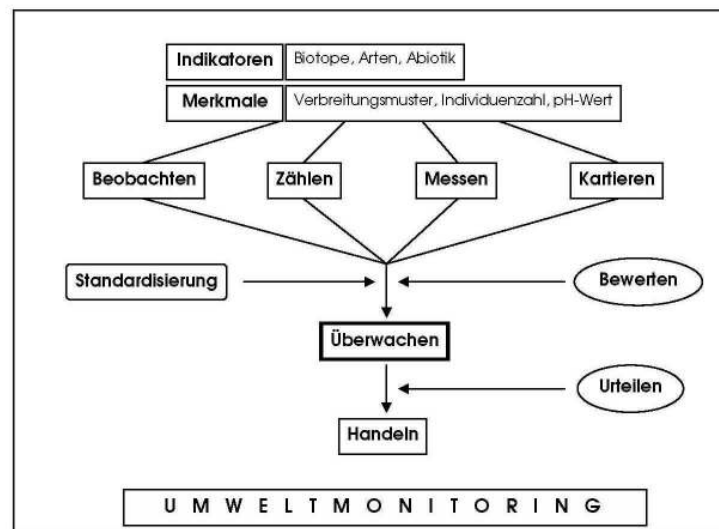 Indikatoren Biotope, Arten, Abiotik
Merkmale Verbreitungsmuster, Individuenzahl, pH-Wert
Beobachten Zählen Messen Kartieren
Standardisierung Bewerten
Überwachen
Urteilen
Handeln
U M W E L T M O N I T O R I N G